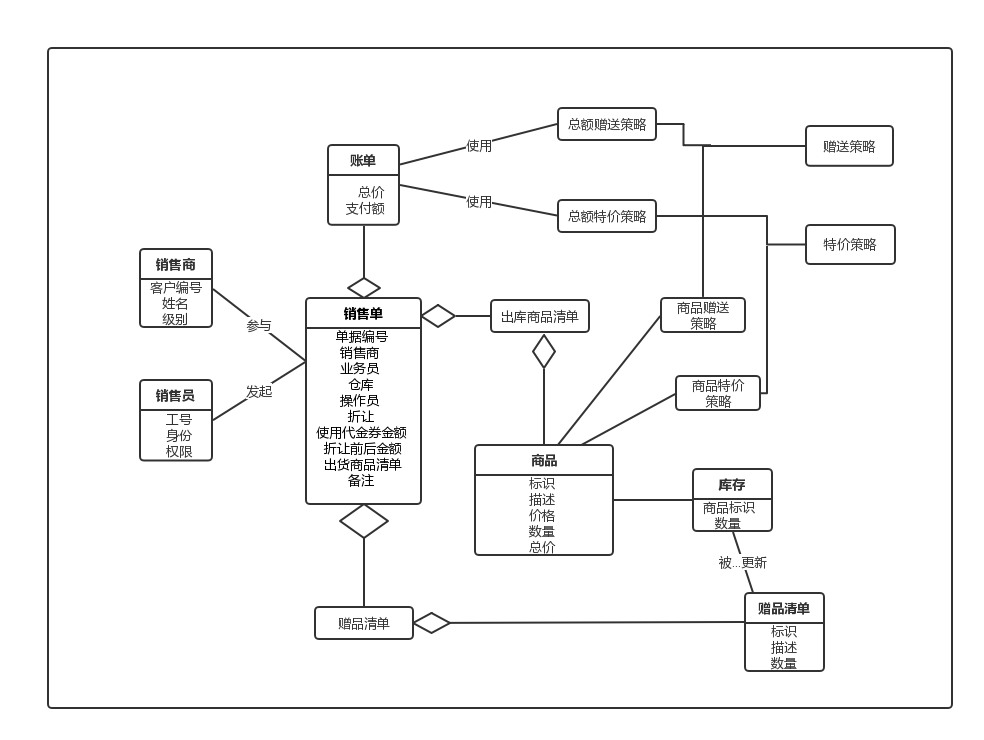 总额赠送策略
赠送策略
使用
账单
总价
支付额
使用
总额特价策略
特价策略
销售商
客户编号
姓名
级别
参与
销售单
单据编号
销售商
业务员
仓库
操作员
折让
使用代金券金额
折让前后金额
出货商品清单
备注
出库商品清单
商品赠送
策略
发起
销售员
工号
身份
权限
商品特价
策略
商品
标识
描述
价格
数量
总价
库存
商品标识
数量
被...更新
赠品清单
赠品清单
标识
描述
数量